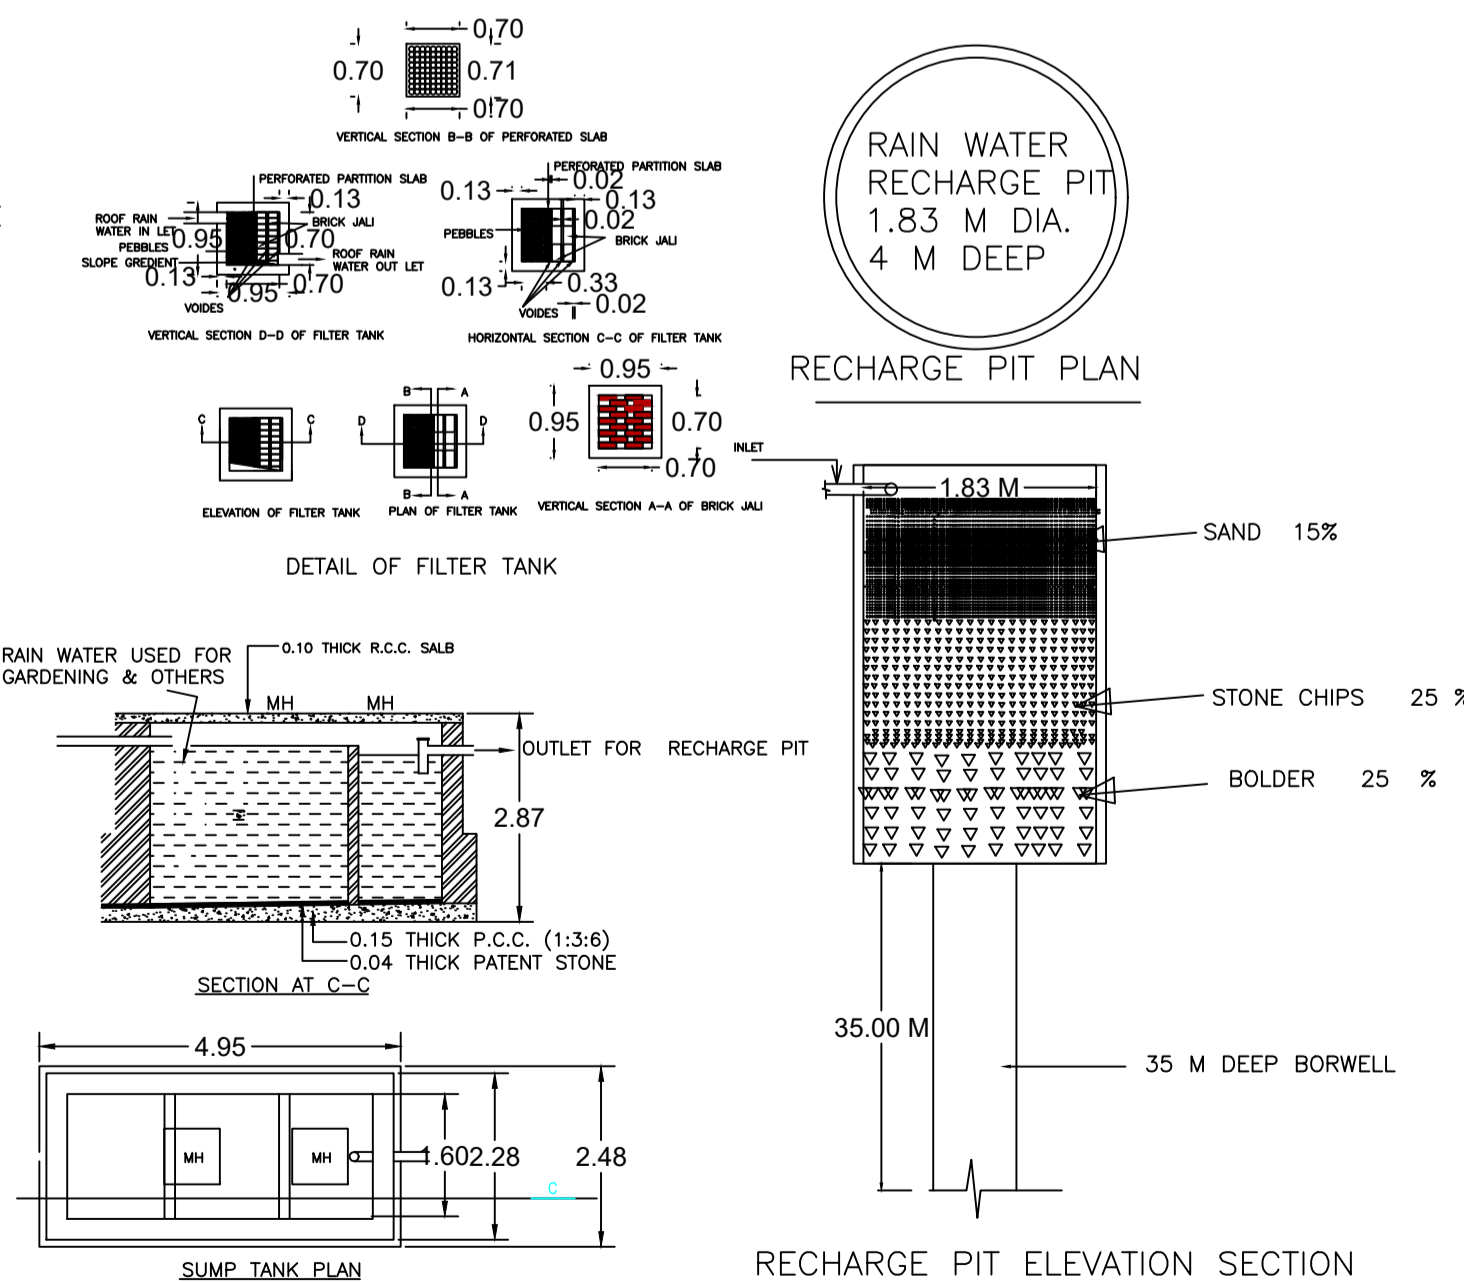 0.70
0.70
0.71
0.70
VERTICAL SECTION B-B OF PERFORATED SLAB
PERFORATED PARTITION SLAB
0.13
ROOF RAIN
WATER IN LET
0.95
0.70
BRICK JALI
PEBBLES
SLOPE GREDIENT
ROOF RAIN
WATER OUT LET
0.13
0.95
0.70
VOIDES
VERTICAL SECTION D-D OF FILTER TANK
PERFORATED PARTITION SLAB
0.02
0.13
0.13
0.02
PEBBLES
BRICK JALI
0.13
0.33
0.02
VOIDES
HORIZONTAL SECTION C-C OF FILTER TANK
C
C
ELEVATION OF FILTER TANK
B
A
D
D
B
A
PLAN OF FILTER TANK
0.95
0.95
0.70
0.70
VERTICAL SECTION A-A OF BRICK JALI
DETAIL OF FILTER TANK
RAIN WATER
RECHARGE PIT
1.83 M DIA.
4 M DEEP
RECHARGE PIT PLAN
INLET
1.83 M
SAND 15%
STONE CHIPS 25 %
BOLDER 25 %
35.00 M
35 M DEEP BORWELL
RECHARGE PIT ELEVATION SECTION
RAIN WATER USED FOR
GARDENING & OTHERS
0.10 THICK R.C.C. SALB
MH
MH
OUTLET FOR RECHARGE PIT
2.87
0.15 THICK P.C.C. (1:3:6)
0.04 THICK PATENT STONE
SECTION AT C-C
4.95
MH
MH
1.60
2.28
2.48
C
SUMP TANK PLAN